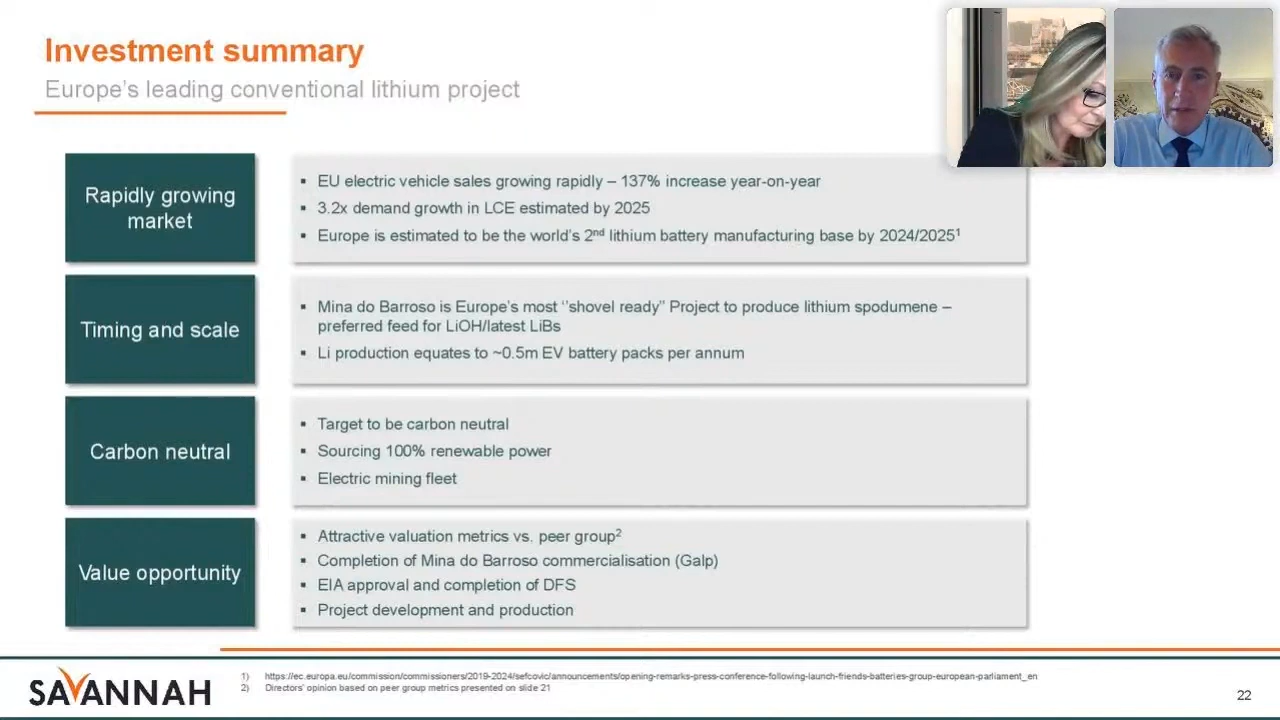 Investment summary
Europe's leading conventional lithium project
Rapidly growing
market
▪ EU electric vehicle sales growing rapidly – 137% increase year-on-year
▪ 3.2x demand growth in LCE estimated by 2025
▪ Europe is estimated to be the world's 2nd lithium battery manufacturing base by 2024/2025¹
Timing and scale
▪ Mina do Barroso is Europe's most ‘'shovel ready” Project to produce lithium spodumene –
preferred feed for LiOH/latest LiBs
▪ Li production equates to ~0.5m EV battery packs per annum
Carbon neutral
▪ Target to be carbon neutral
▪ Sourcing 100% renewable power
▪ Electric mining fleet
Value opportunity
▪ Attractive valuation metrics vs. peer group²
▪ Completion of Mina do Barroso commercialisation (Galp)
▪ EIA approval and completion of DFS
▪ Project development and production
SAVANNAH
1) https://ec.europa.eu/commission/commissioners/2019-2024/sefcovic/announcements/opening-remarks-press-conference-following-launch-friends-batteries-group-european-parliament_en
2) Directors' opinion based on peer group metrics presented on slide 21
22